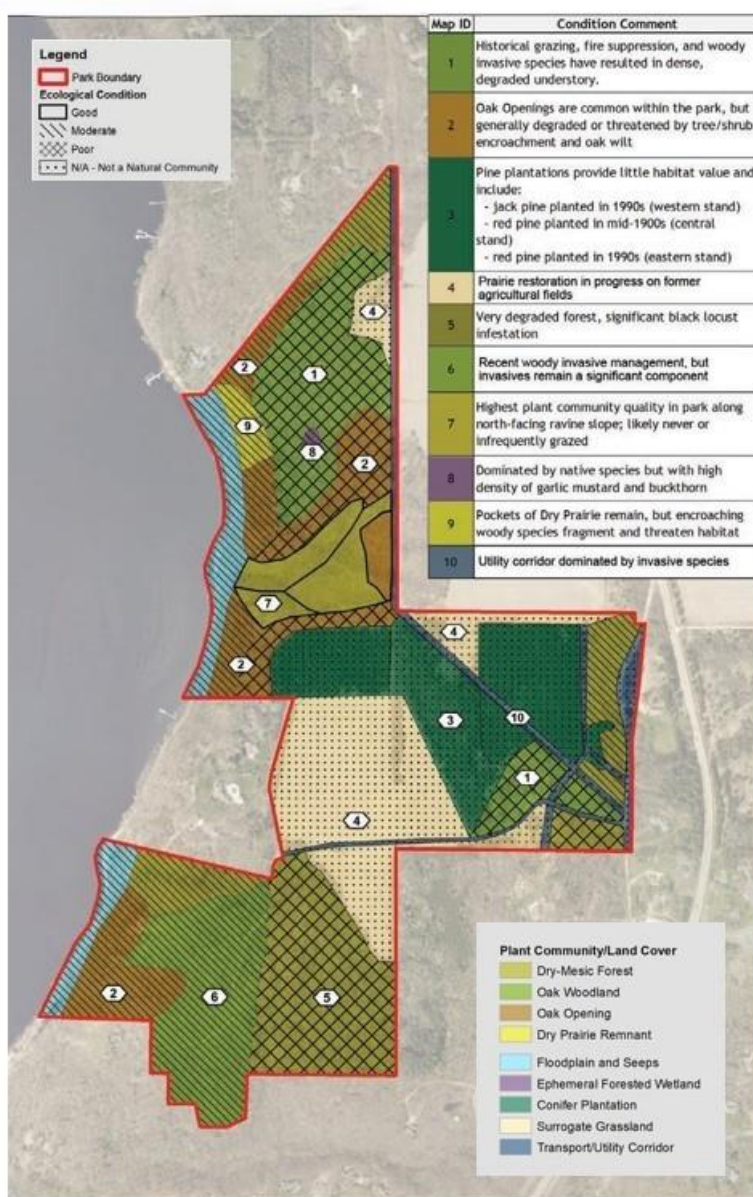 Legend
Park Boundary
Ecological Condition
Good
Moderate
Poor
N/A - Not a Natural Community
Map ID
Condition Comment
1
Historical grazing, fire suppression, and woody
invasive species have resulted in dense,
degraded understory.
2
Oak Openings are common within the park, but
generally degraded or threatened by tree/shrub
encroachment and oak wilt
3
Pine plantations provide little habitat value and
include:
- jack pine planted in 1990s (western stand)
- red pine planted in mid-1900s (central
stand)
- red pine planted in 1990s (eastern stand)
4
Prairie restoration in progress on former
agricultural fields
5
Very degraded forest, significant black locust
infestation
6
Recent woody invasive management, but
invasives remain a significant component
7
Highest plant community quality in park along
north-facing ravine slope; likely never or
infrequently grazed
8
Dominated by native species but with high
density of garlic mustard and buckthorn
9
Pockets of Dry Prairie remain, but encroaching
woody species fragment and threaten habitat
10
Utility corridor dominated by invasive species
4
2
1
9
8
2
7
2
4
3
10
1
4
2
6
5
Plant Community/Land Cover
Dry-Mesic Forest
Oak Woodland
Oak Opening
Dry Prairie Remnant
Floodplain and Seeps
Ephemeral Forested Wetland
Conifer Plantation
Surrogate Grassland
Transport/Utility Corridor